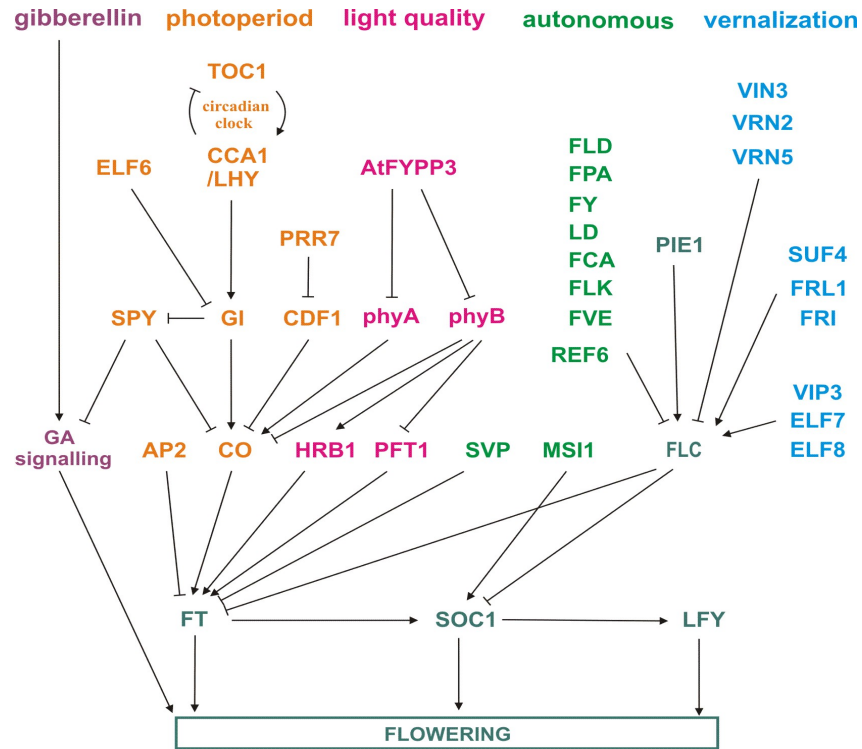 gibberellin photoperiod light quality autonomous vernalization
TOC1
circadian
clock
CCA1
/LHY
ELF6
AtFYPP3
VIN3
VRN2
VRN5
FLD
FPA
FY
LD
FCA
FLK
FVE
REF6
PRR7
PIE1
SUF4
FRL1
FRI
SPY GI CDF1 phyA phyB
VIP3
ELF7
ELF8
GA
signalling
AP2 CO HRB1 PFT1 SVP MSI1 FLC
FT SOC1 LFY
FLOWERING